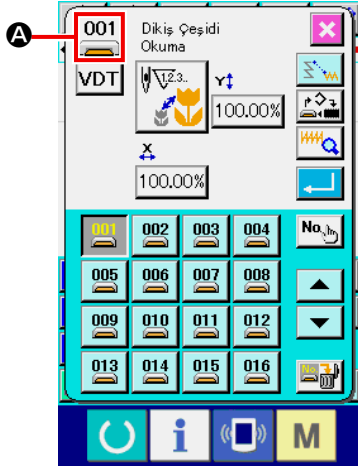 A
001 Dikiş Çeşidi
Okuma
VDT
1.2.3..
Y
100.00%
X
100.00%
001 002 003 004 No.
005 006 007 008
009 010 011 012
013 014 015 016 No.
i M